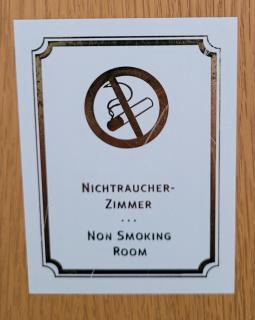 NICHTRAUCHER-
ZIMMER
...
NON SMOKING
ROOM